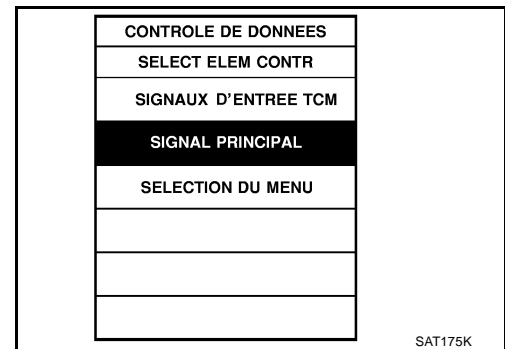 CONTROLE DE DONNEES
SELECT ELEM CONTR
SIGNAUX D'ENTREE TCM
SIGNAL PRINCIPAL
SELECTION DU MENU
SAT175K